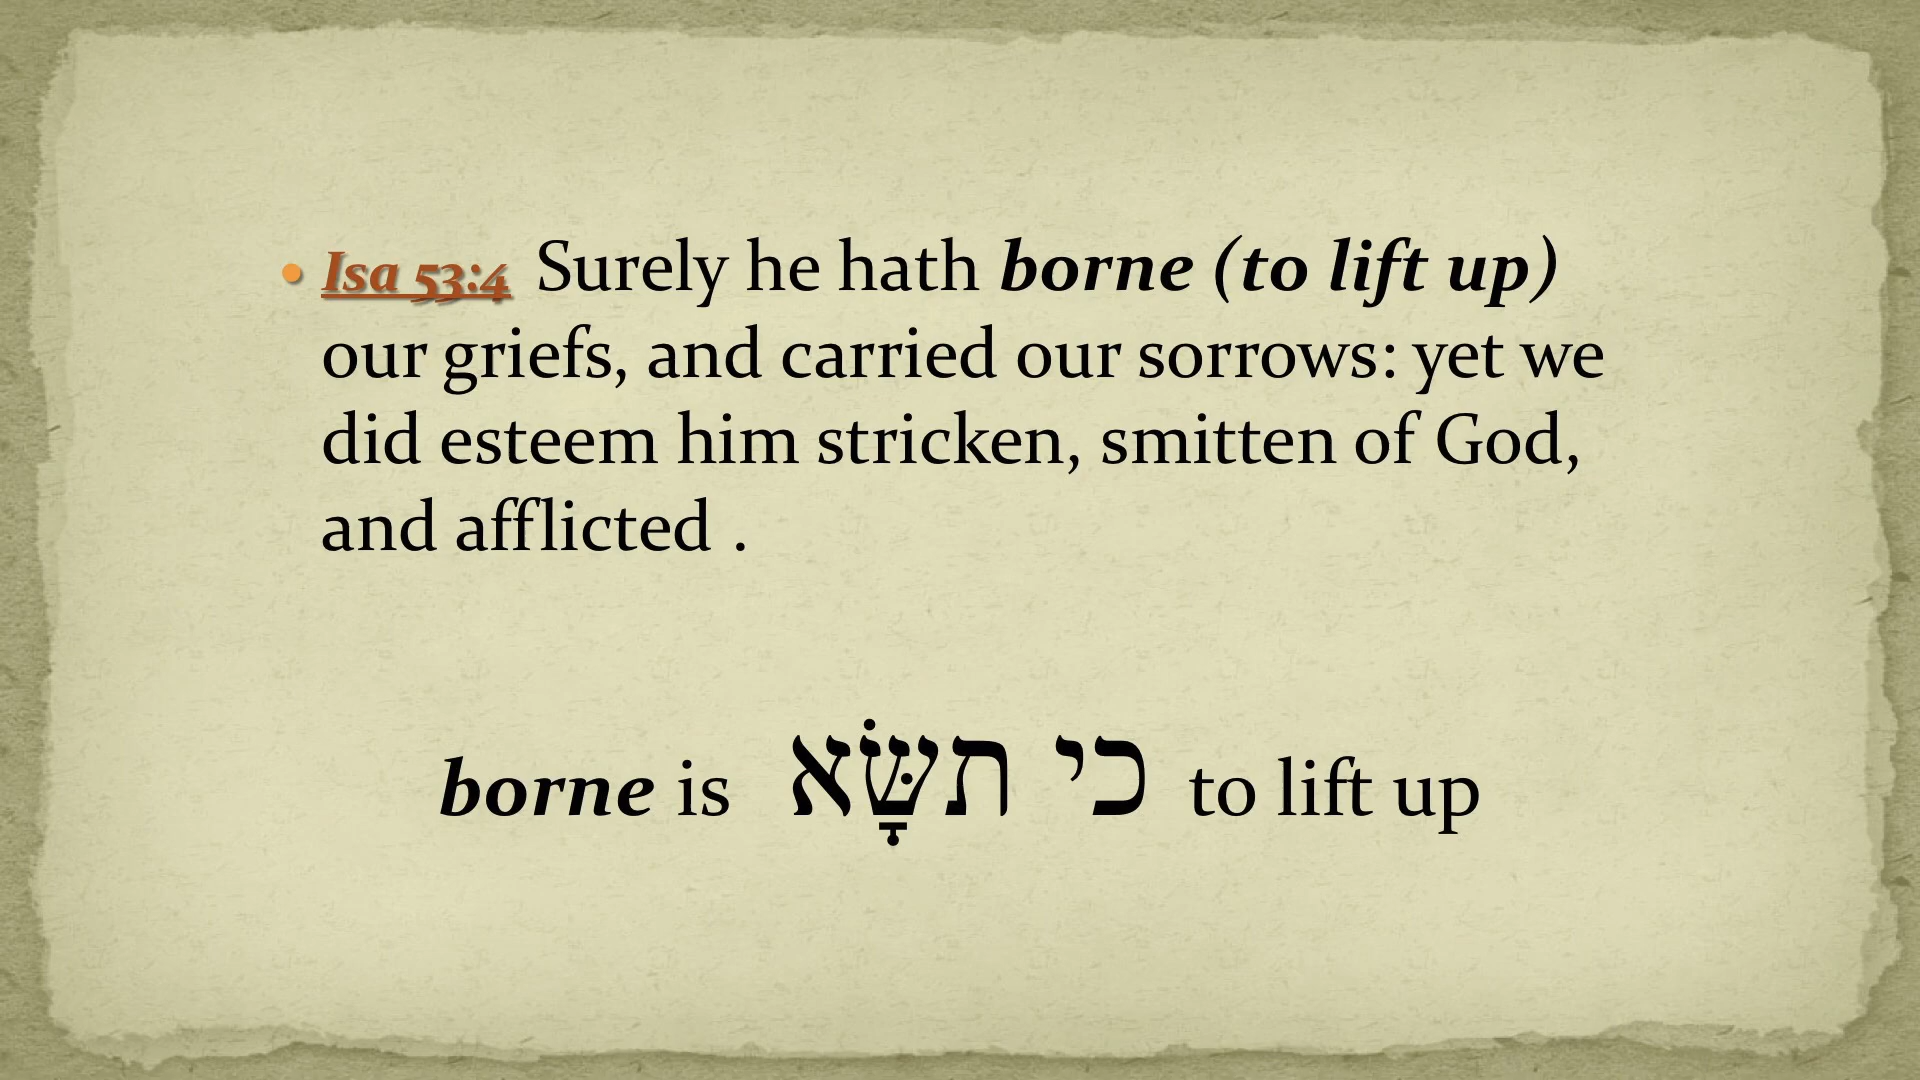 • Isa 53:4 Surely he hath borne (to lift up)
our griefs, and carried our sorrows: yet we
did esteem him stricken, smitten of God,
and afflicted .
borne is כי תשָּׂא to lift up